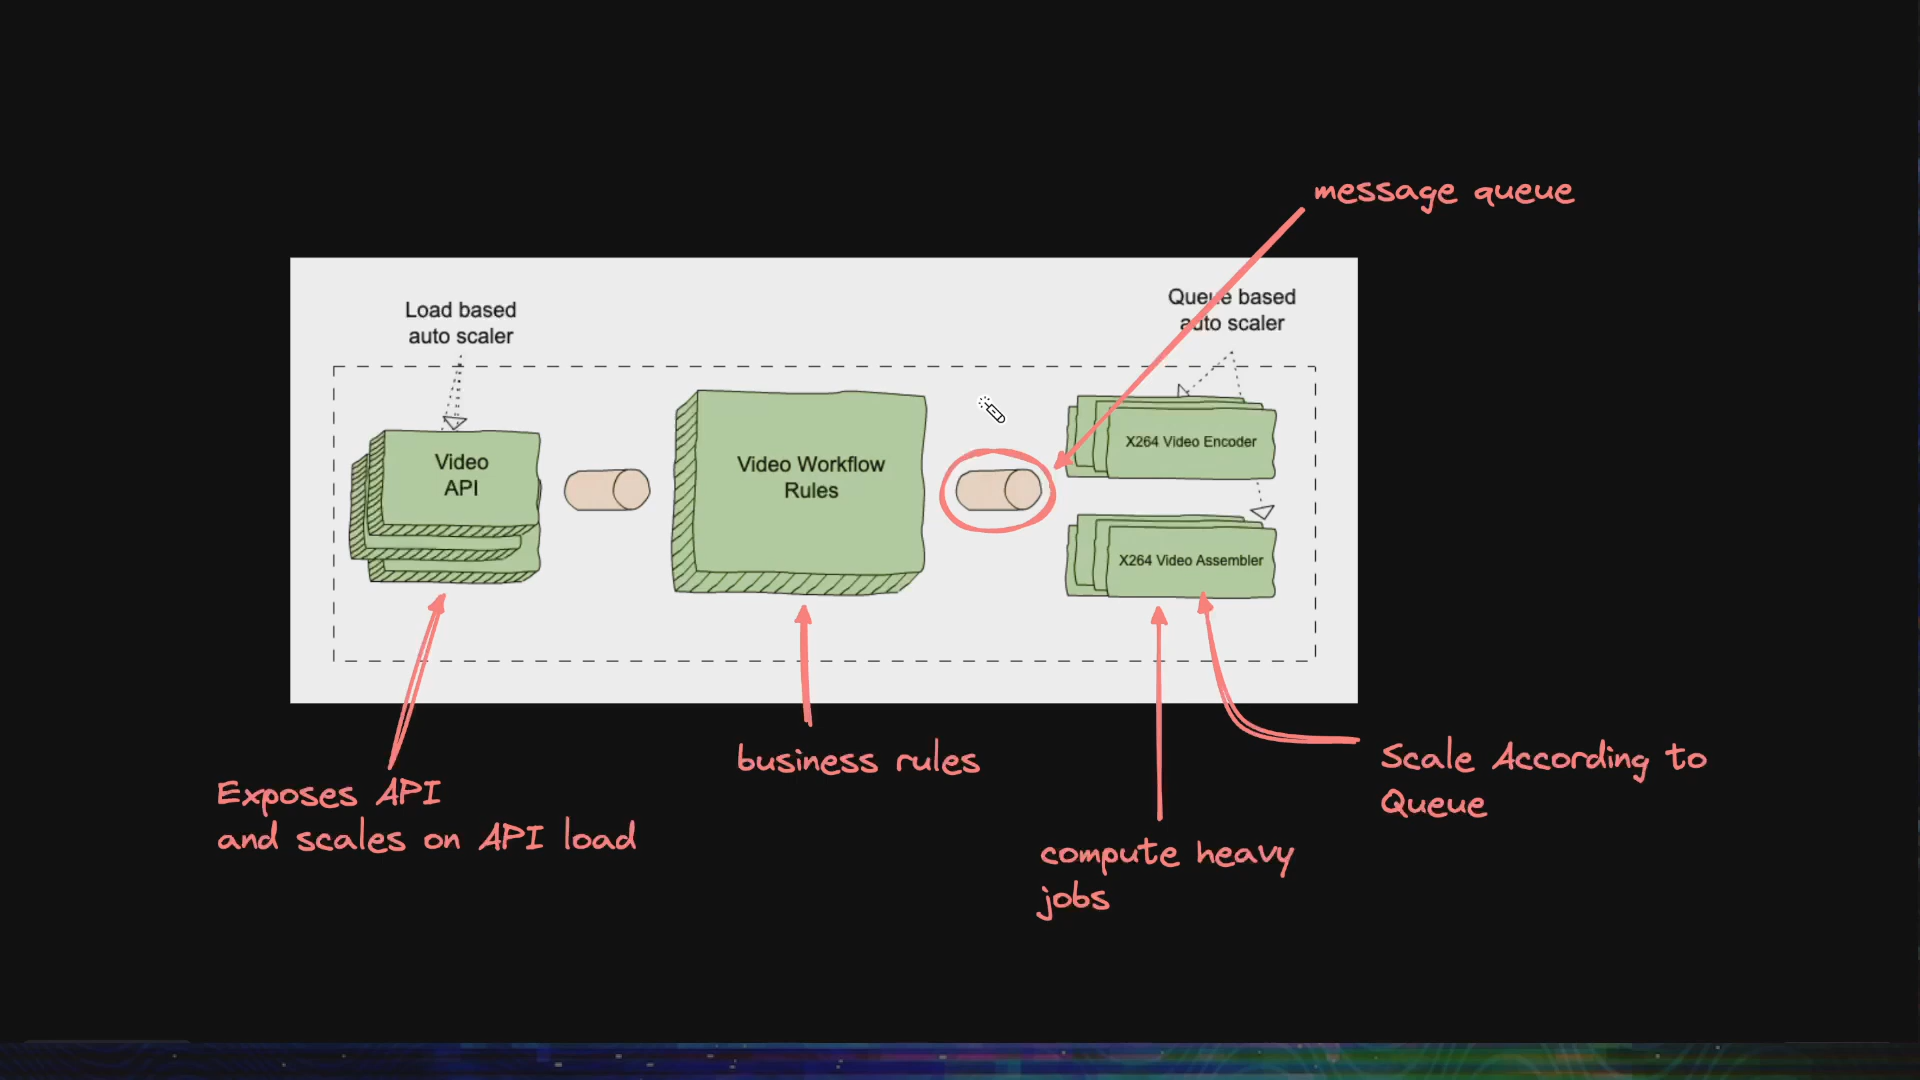 message queue
Load based
auto scaler
Queue based
auto scaler
Video
API
Video Workflow
Rules
X264 Video Encoder
X264 Video Assembler
Exposes API
and scales on API load
business rules
compute heavy
jobs
Scale According to
Queue